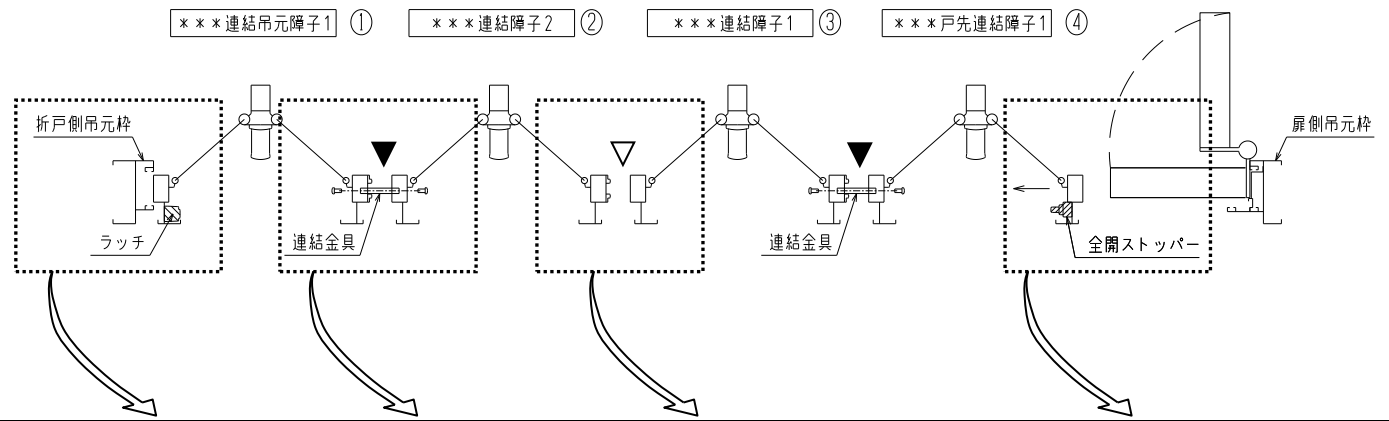 ***連結吊元障子1 ①
***連結障子2 ②
***連結障子1 ③
***戸先連結障子1 ④
折戸側吊元枠
扉側吊元枠
ラッチ
連結金具
連結金具
全開ストッパー